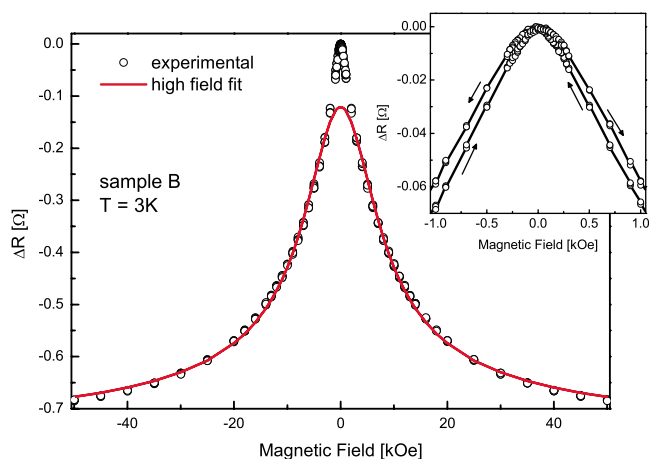 0.0
-0.1
-0.2
-0.3
-0.4
-0.5
-0.6
-0.7
ΔR [Ω]
experimental
high field fit
sample B
T = 3K
-40
-20
0
20
40
Magnetic Field [kOe]
0.00
-0.02
-0.04
-0.06
ΔR [Ω]
-1.0
-0.5
0.0
0.5
1.0
Magnetic Field [kOe]